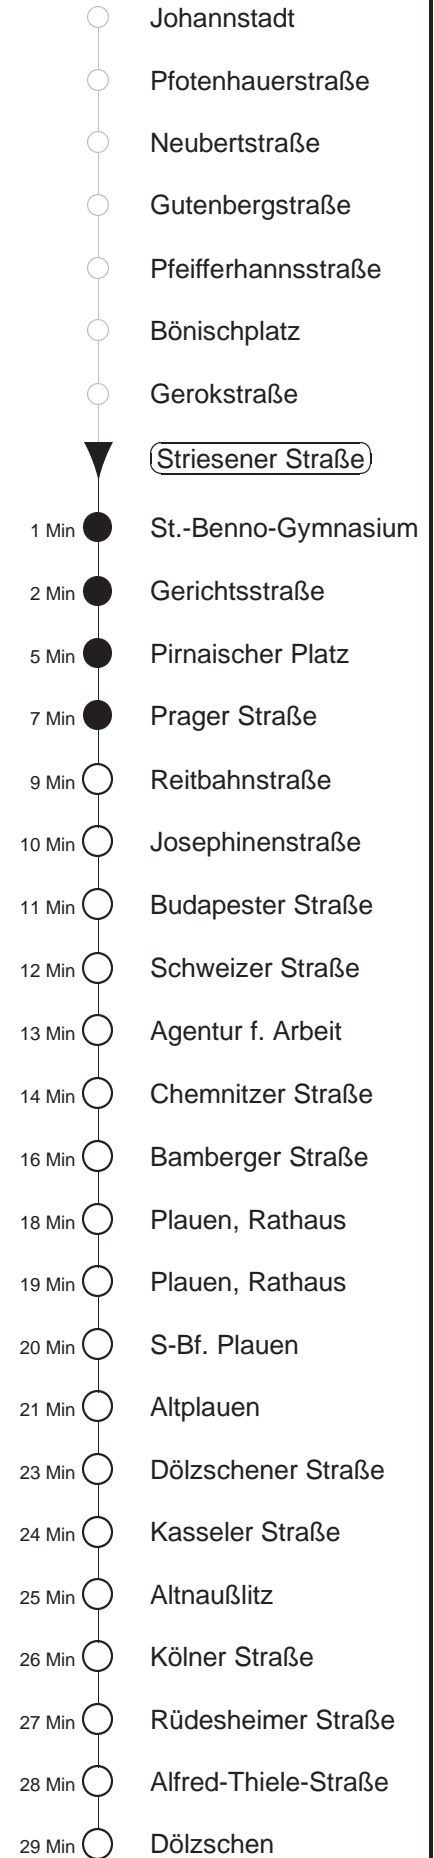 Johannstadt
Pfotenhauerstraße
Neubertstraße
Gutenbergstraße
Pfeifferhannsstraße
Bönischplatz
Gerokstraße
Striesener Straße
1 Min St.-Benno-Gymnasium
2 Min Gerichtsstraße
5 Min Pirnaischer Platz
7 Min Prager Straße
9 Min Reitbahnstraße
10 Min Josephinenstraße
11 Min Budapester Straße
12 Min Schweizer Straße
13 Min Agentur f. Arbeit
14 Min Chemnitzer Straße
16 Min Bamberger Straße
18 Min Plauen, Rathaus
19 Min Plauen, Rathaus
20 Min S-Bf. Plauen
21 Min Altplauen
23 Min Dölzschener Straße
24 Min Kasseler Straße
25 Min Altnaußlitz
26 Min Kölner Straße
27 Min Rüdesheimer Straße
28 Min Alfred-Thiele-Straße
29 Min Dölzschen